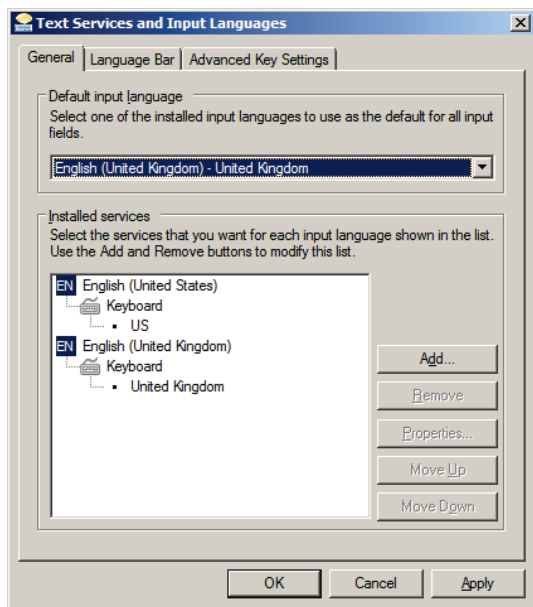 Text Services and Input Languages
General Language Bar Advanced Key Settings
Default input language
Select one of the installed input languages to use as the default for all input
fields.
English (United Kingdom) - United Kingdom
Installed services
Select the services that you want for each input language shown in the list.
Use the Add and Remove buttons to modify this list.
EN English (United States)
Keyboard
US
EN English (United Kingdom)
Keyboard
United Kingdom
Add...
Remove
Properties...
Move Up
Move Down
OK Cancel Apply